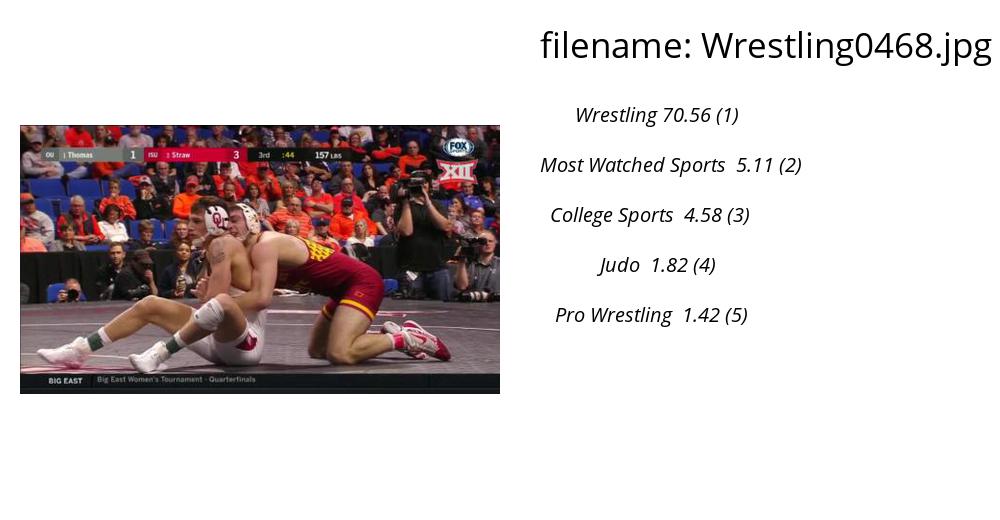 filename: Wrestling0468.jpg
Wrestling 70.56 (1)
Most Watched Sports 5.11 (2)
College Sports 4.58 (3)
Judo 1.82 (4)
Pro Wrestling 1.42 (5)
OU Thomas 1 ISU Straw 3 3rd :44 157 LBS
FOX
SPORTS
XII
OU
BIG EAST Big East Women's Tournament - Quarterfinals